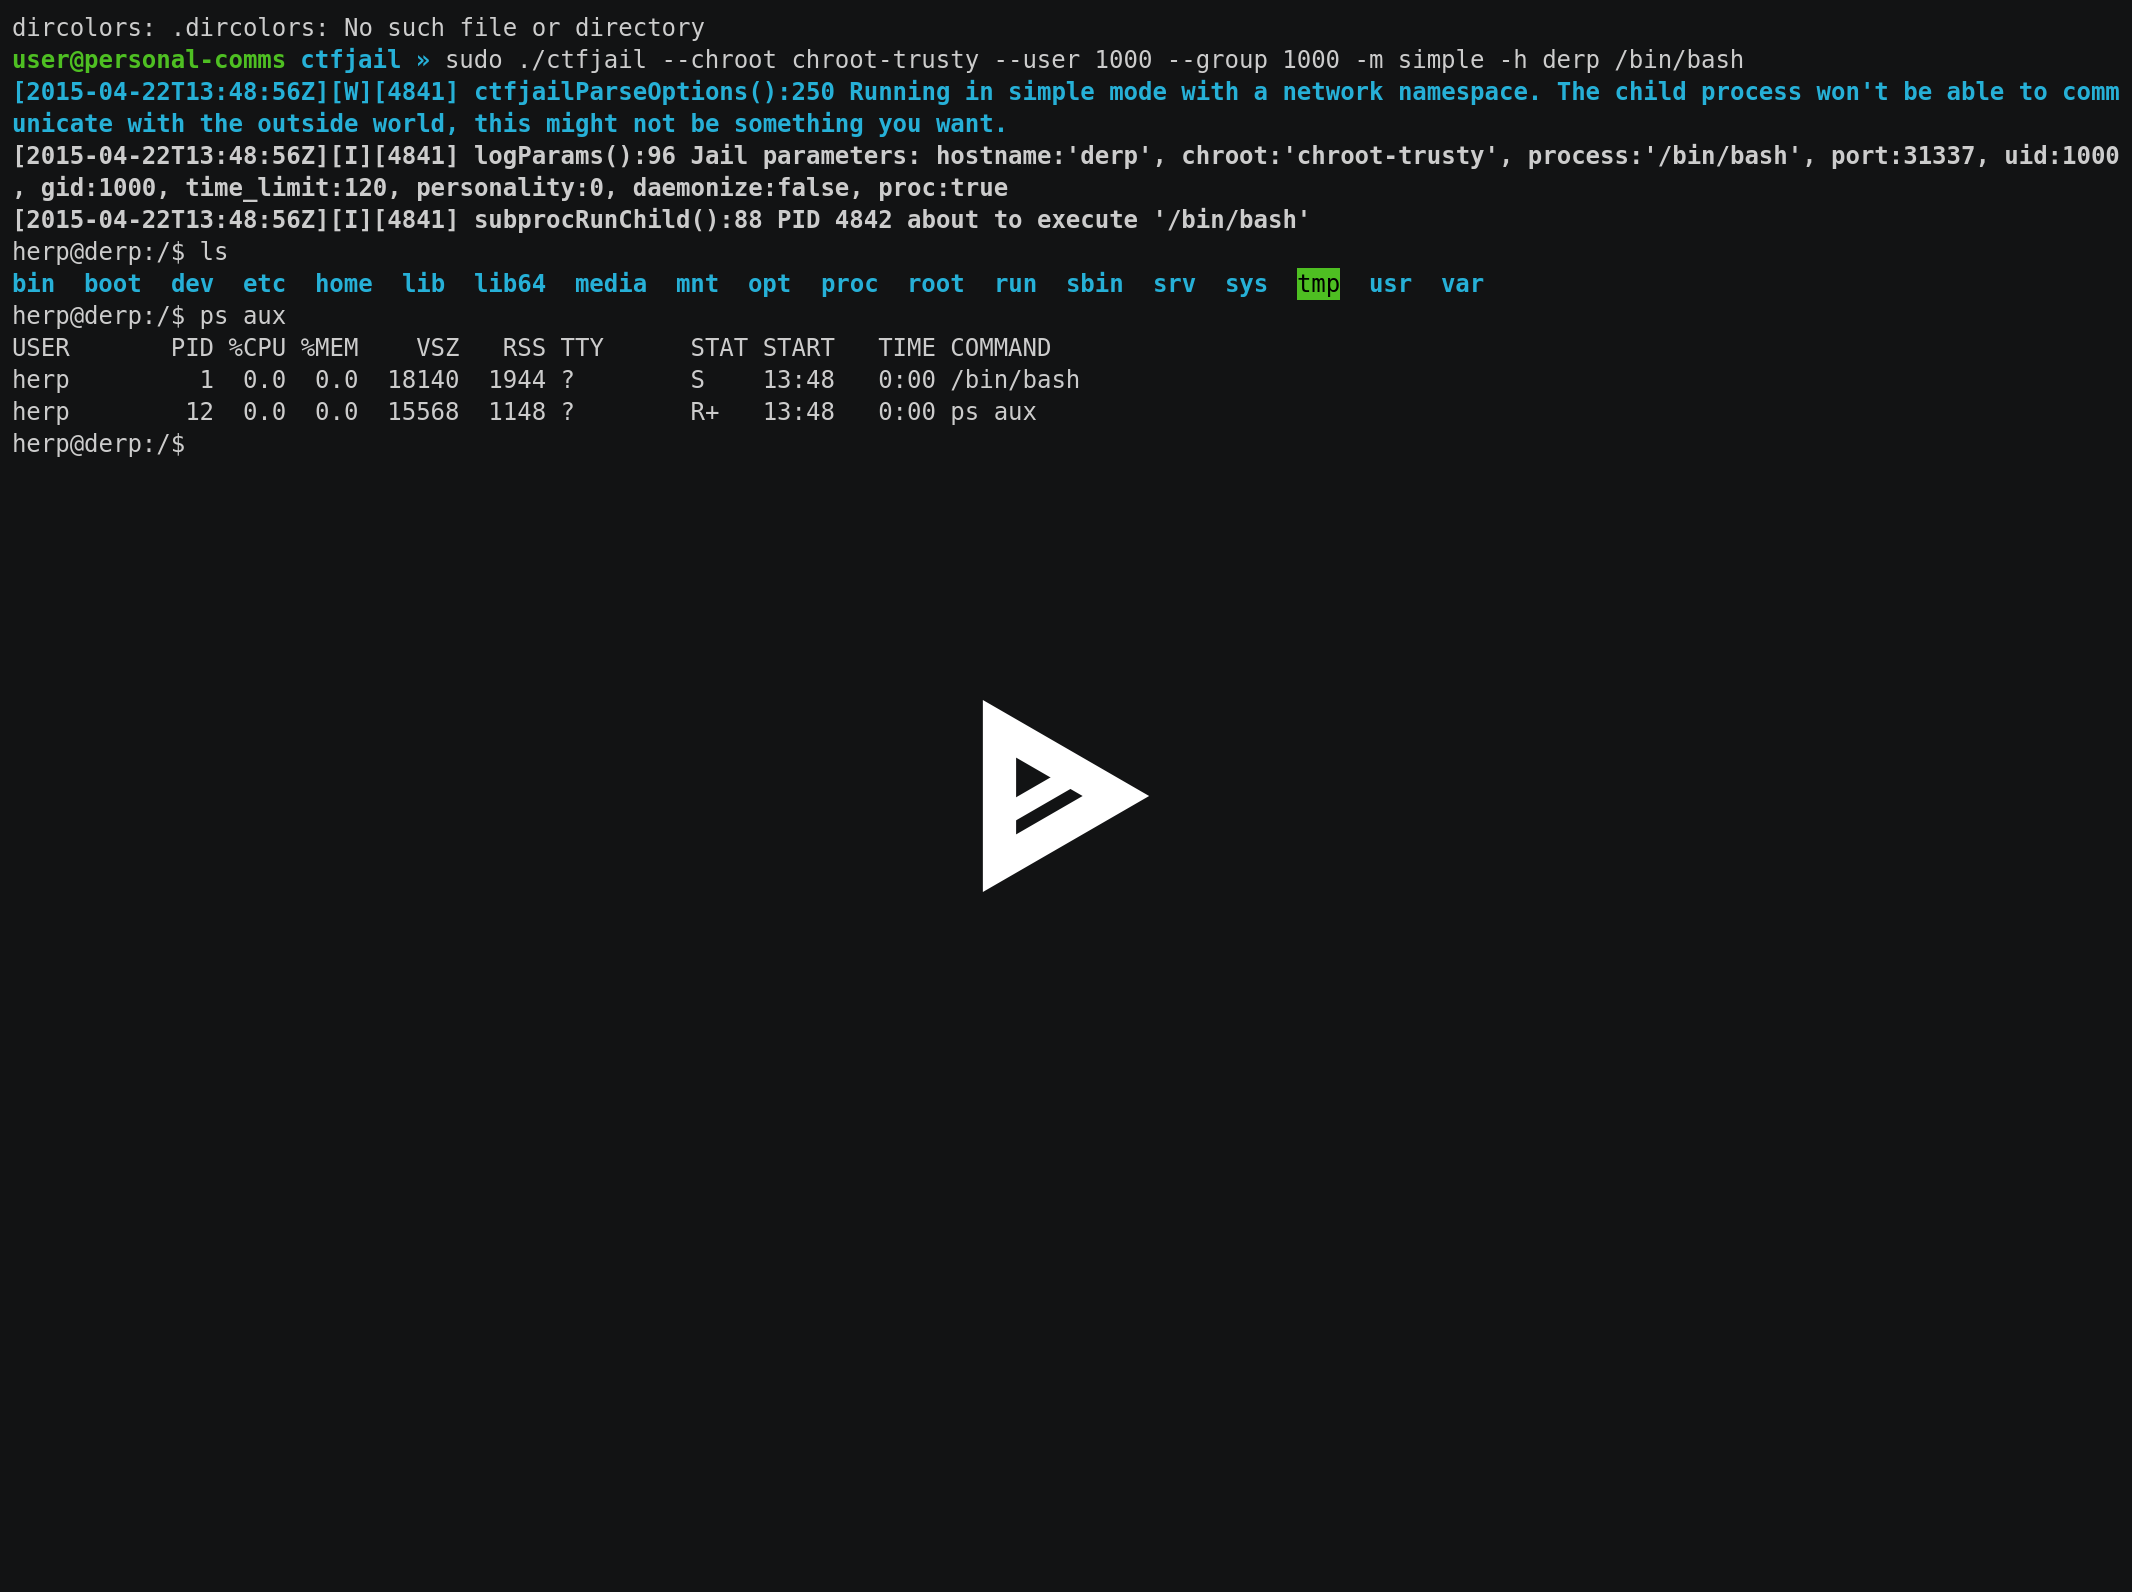 dircolors: .dircolors: No such file or directory
user@personal-comms ctfjail » sudo ./ctfjail --chroot chroot-trusty --user 1000 --group 1000 -m simple -h derp /bin/bash
[2015-04-22T13:48:56Z][W][4841] ctfjailParseOptions():250 Running in simple mode with a network namespace. The child process won't be able to comm
unicate with the outside world, this might not be something you want.
[2015-04-22T13:48:56Z][I][4841] logParams():96 Jail parameters: hostname:'derp', chroot:'chroot-trusty', process:'/bin/bash', port:31337, uid:1000
, gid:1000, time_limit:120, personality:0, daemonize:false, proc:true
[2015-04-22T13:48:56Z][I][4841] subprocRunChild():88 PID 4842 about to execute '/bin/bash'
herp@derp:/$ ls
bin  boot  dev  etc  home  lib  lib64  media  mnt  opt  proc  root  run  sbin  srv  sys  tmp  usr  var
herp@derp:/$ ps aux
USER       PID %CPU %MEM    VSZ   RSS TTY      STAT START   TIME COMMAND
herp         1  0.0  0.0  18140  1944 ?        S    13:48   0:00 /bin/bash
herp        12  0.0  0.0  15568  1148 ?        R+   13:48   0:00 ps aux
herp@derp:/$